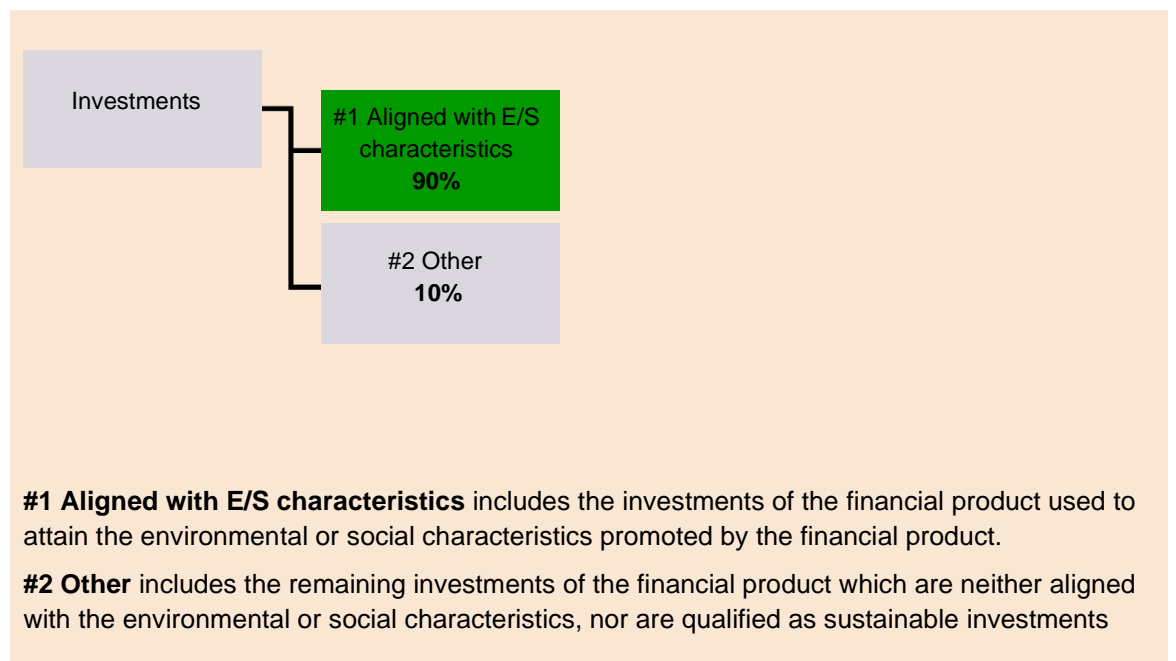 Investments
#1 Aligned with E/S
characteristics
90%
#2 Other
10%
#1 Aligned with E/S characteristics includes the investments of the financial product used to
attain the environmental or social characteristics promoted by the financial product.
#2 Other includes the remaining investments of the financial product which are neither aligned
with the environmental or social characteristics, nor are qualified as sustainable investments